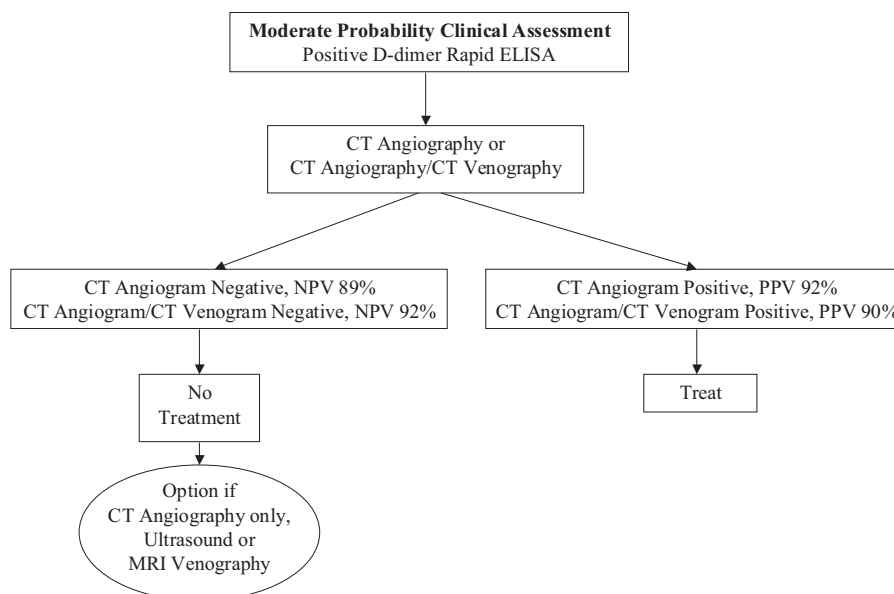 Moderate Probability Clinical Assessment
Positive D-dimer Rapid ELISA
CT Angiography or
CT Angiography/CT Venography
CT Angiogram Negative, NPV 89%
CT Angiogram/CT Venogram Negative, NPV 92%
CT Angiogram Positive, PPV 92%
CT Angiogram/CT Venogram Positive, PPV 90%
No
Treatment
Treat
Option if
CT Angiography only,
Ultrasound or
MRI Venography